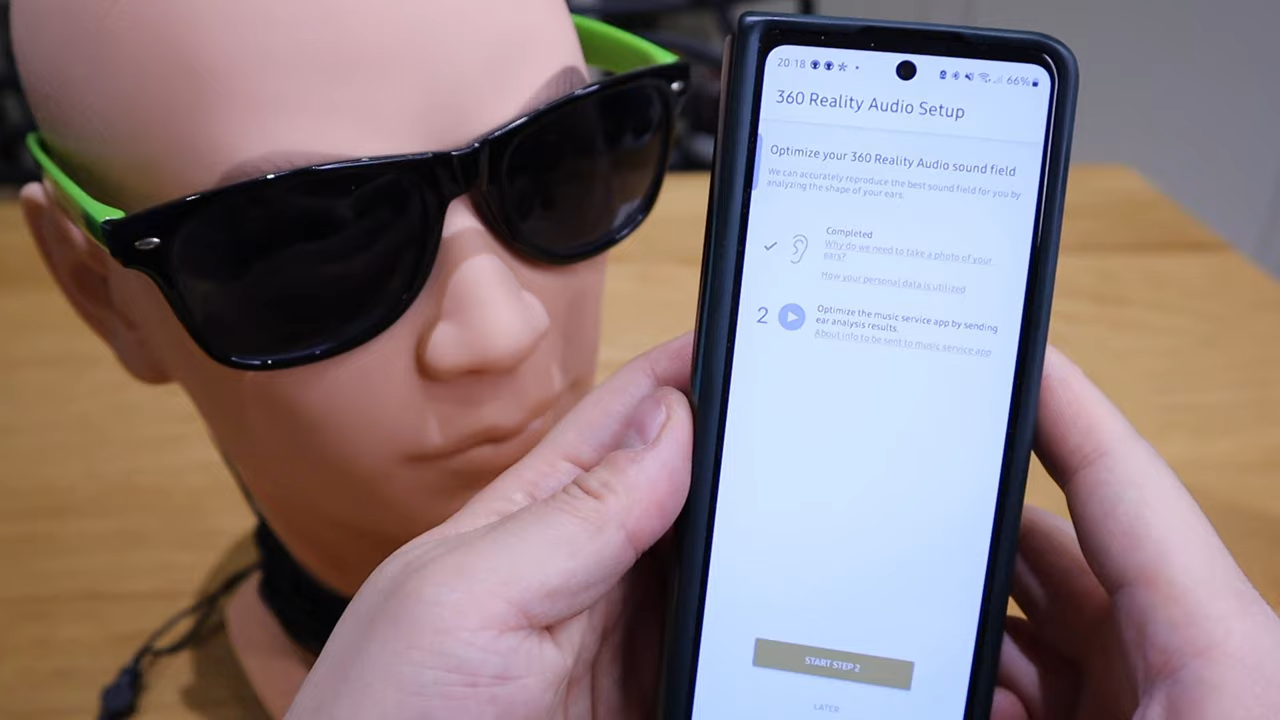 20:18
66%
360 Reality Audio Setup
Optimize your 360 Reality Audio sound field
We can accurately reproduce the best sound field for you by
analyzing the shape of your ears.
Completed
Why do we need to take a photo of your
ears?
How your personal data is utilized
2
Optimize the music service app by sending
ear analysis results.
About info to be sent to music service app
START STEP 2
LATER